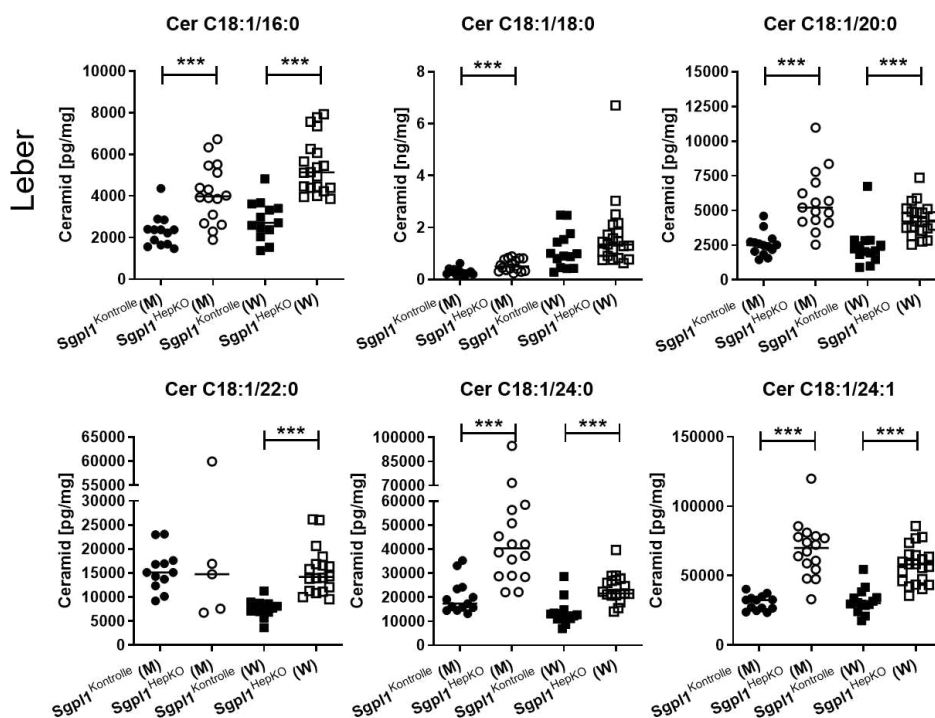 Leber
Cer C18:1/16:0
***
***
Ceramid [pg/mg]
10000
8000
6000
4000
2000
0
Sgpl1Kontrolle (M)
Sgpl1HepKO (M)
Sgpl1Kontrolle (W)
Sgpl1HepKO (W)
Cer C18:1/18:0
***
Ceramid [ng/mg]
8
6
4
2
0
Sgpl1Kontrolle (M)
Sgpl1HepKO (M)
Sgpl1Kontrolle (W)
Sgpl1HepKO (W)
Cer C18:1/20:0
***
***
Ceramid [pg/mg]
15000
12500
10000
7500
5000
2500
0
Sgpl1Kontrolle (M)
Sgpl1HepKO (M)
Sgpl1Kontrolle (W)
Sgpl1HepKO (W)
Cer C18:1/22:0
***
Ceramid [pg/mg]
65000
60000
55000
30000
25000
20000
15000
10000
5000
0
Sgpl1Kontrolle (M)
Sgpl1HepKO (M)
Sgpl1Kontrolle (W)
Sgpl1HepKO (W)
Cer C18:1/24:0
***
***
Ceramid [pg/mg]
100000
90000
80000
70000
60000
50000
40000
30000
20000
10000
0
Sgpl1Kontrolle (M)
Sgpl1HepKO (M)
Sgpl1Kontrolle (W)
Sgpl1HepKO (W)
Cer C18:1/24:1
***
***
Ceramid [pg/mg]
150000
100000
50000
0
Sgpl1Kontrolle (M)
Sgpl1HepKO (M)
Sgpl1Kontrolle (W)
Sgpl1HepKO (W)